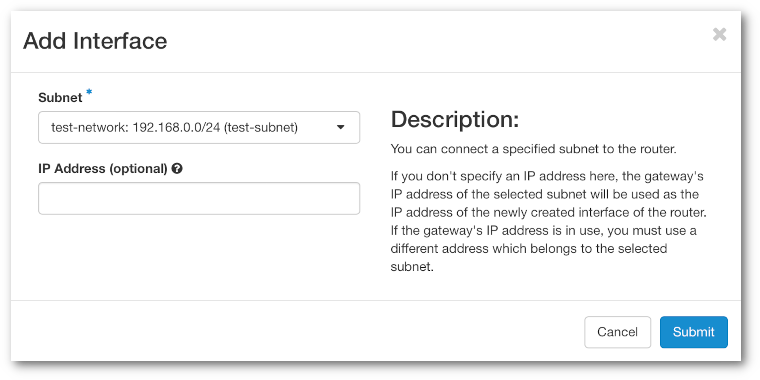 Add Interface
Subnet *
test-network: 192.168.0.0/24 (test-subnet)
IP Address (optional)
Description:
You can connect a specified subnet to the router.
If you don't specify an IP address here, the gateway's
IP address of the selected subnet will be used as the
IP address of the newly created interface of the router.
If the gateway's IP address is in use, you must use a
different address which belongs to the selected
subnet.
Cancel
Submit